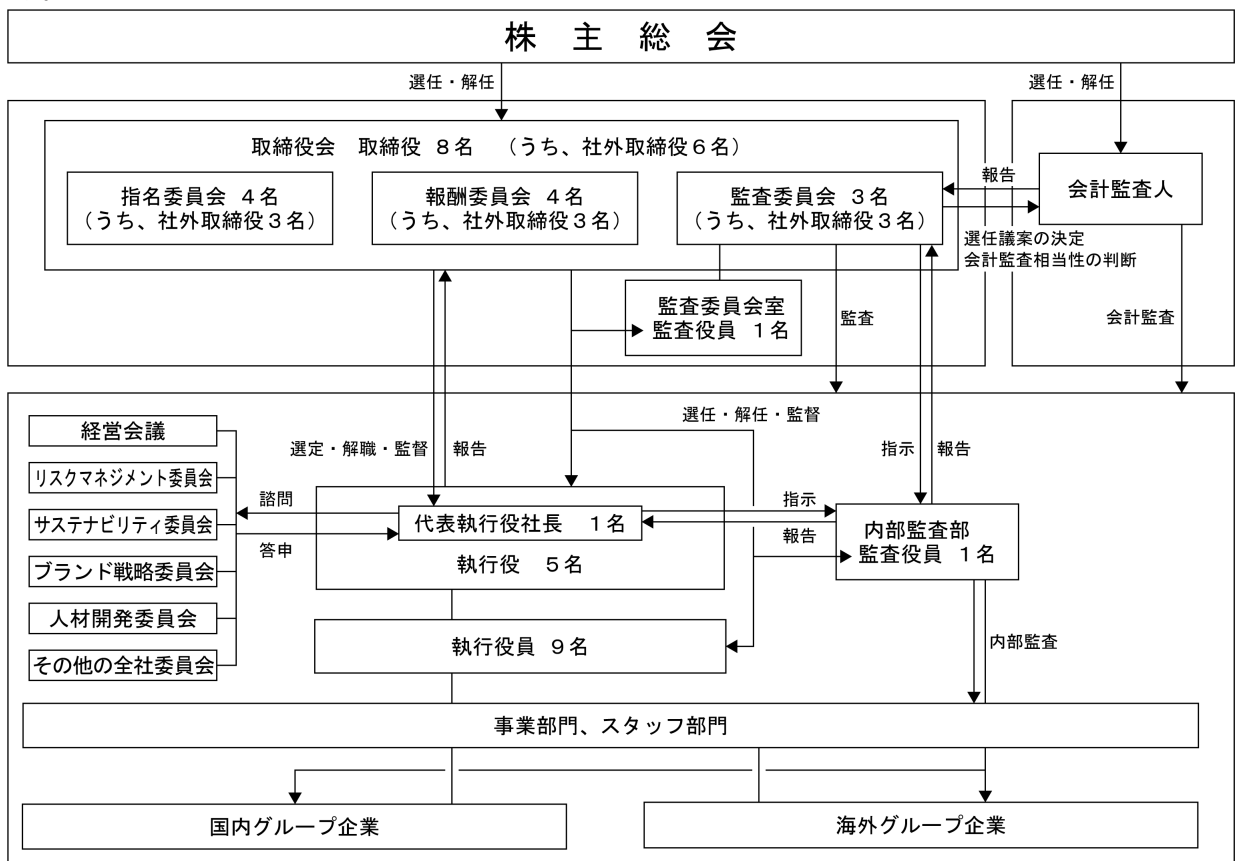 株主総会
選任・解任
選任・解任
取締役会 取締役 8名 （うち、社外取締役6名）
指名委員会 4名
（うち、社外取締役3名）
報酬委員会 4名
（うち、社外取締役3名）
監査委員会 3名
（うち、社外取締役3名）
報告
会計監査人
選任議案の決定
会計監査相当性の判断
監査委員会室
監査役員 1名
監査
会計監査
選任・解任・監督
選定・解職・監督
報告
指示
報告
経営会議
リスクマネジメント委員会
サステナビリティ委員会
ブランド戦略委員会
人材開発委員会
その他の全社委員会
諮問
答申
代表執行役社長 1名
執行役 5名
指示
報告
内部監査部
監査役員 1名
執行役員 9名
内部監査
事業部門、スタッフ部門
国内グループ企業
海外グループ企業